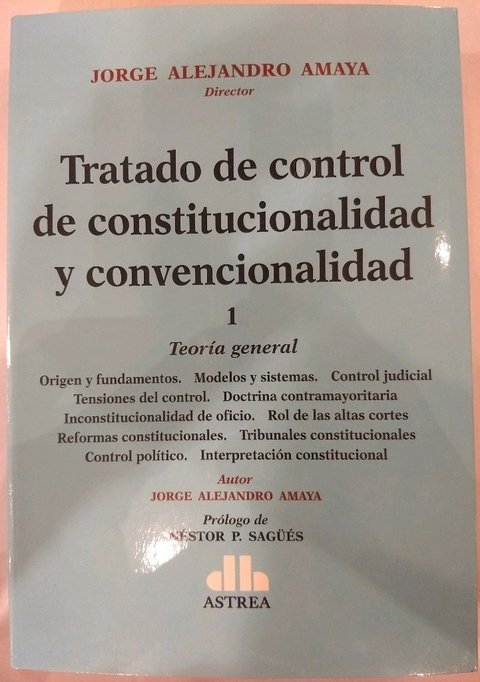 JORGE ALEJANDRO AMAYA
Director
Tratado de control
de constitucionalidad
y convencionalidad
1
Teoría general
Origen y fundamentos. Modelos y sistemas. Control judicial
Tensiones del control. Doctrina contramayoritaria
Inconstitucionalidad de oficio. Rol de las altas cortes
Reformas constitucionales. Tribunales constitucionales
Control político. Interpretación constitucional
Autor
JORGE ALEJANDRO AMAYA
Prólogo de
NÉSTOR P. SAGÜÉS
ASTREA